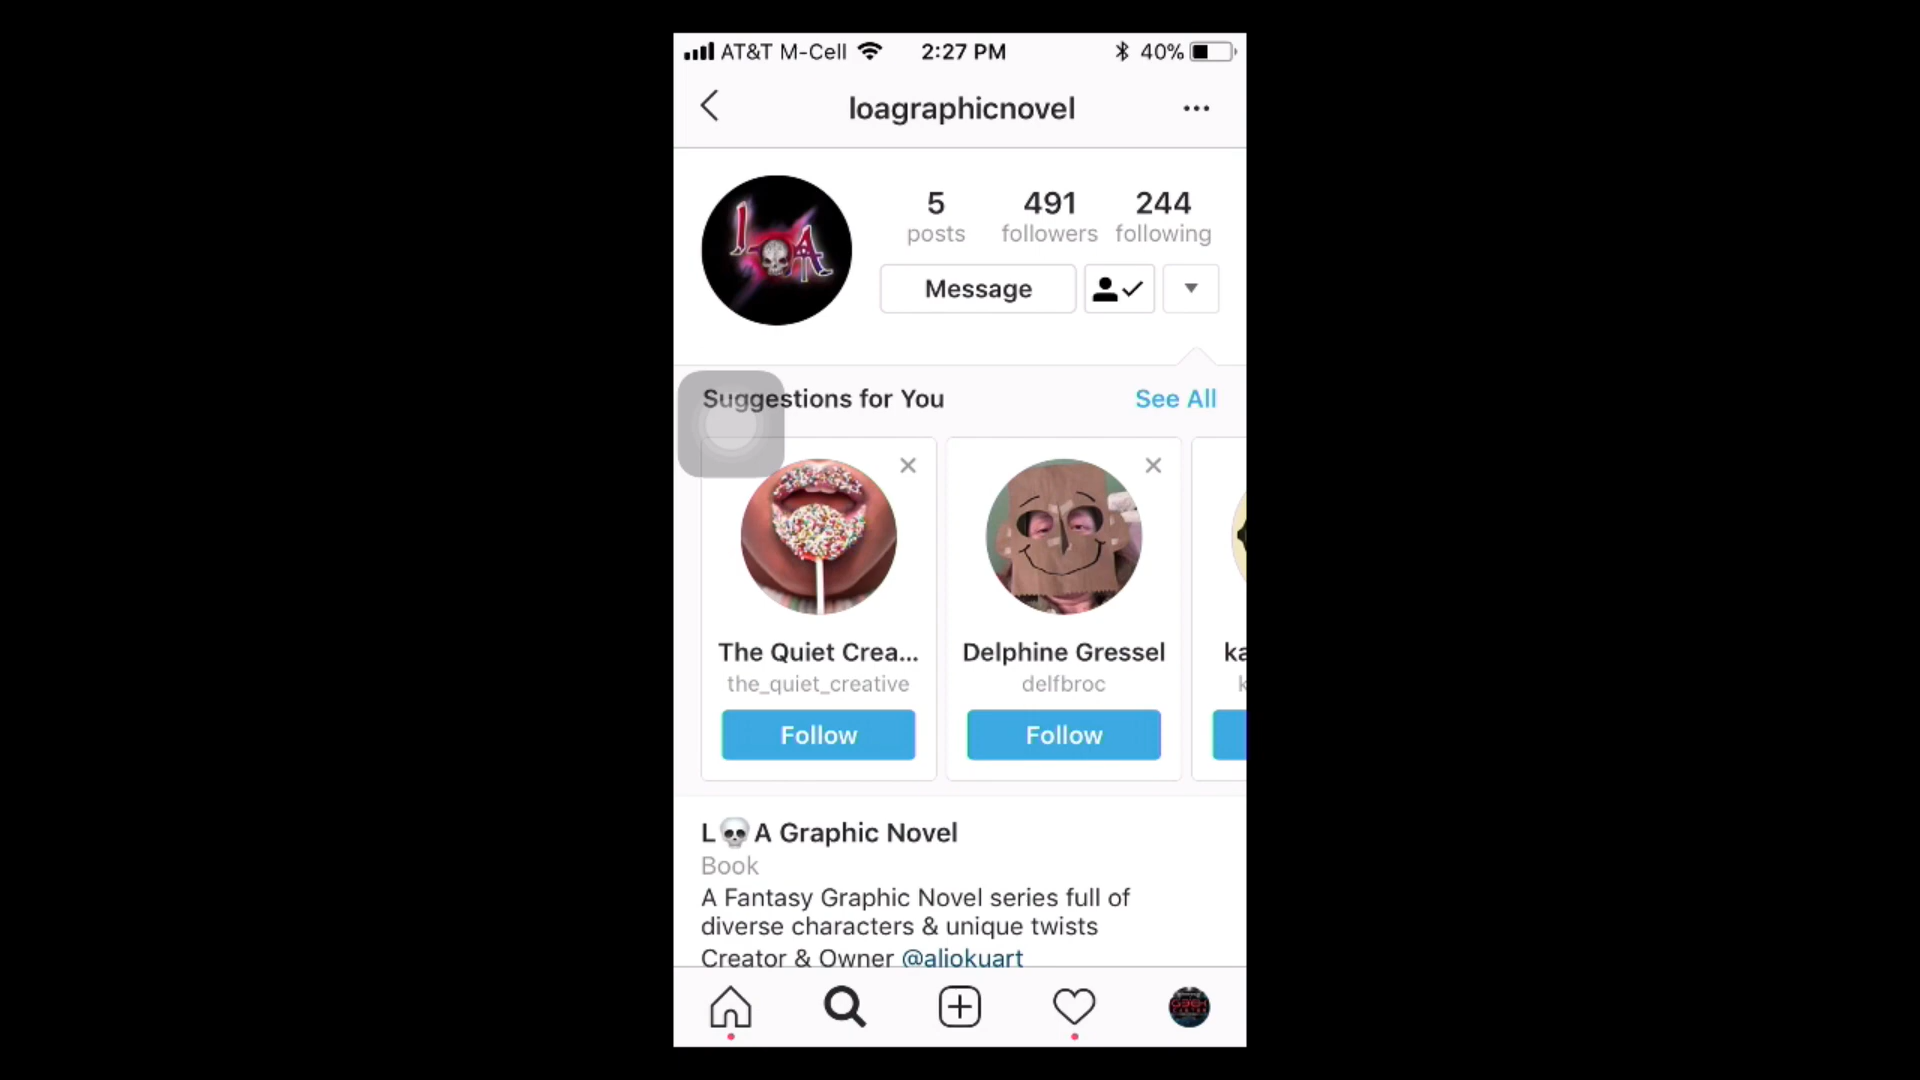 AT&T M-Cell 2:27 PM 40%
loagraphicnovel
L A
5 491 244
posts followers following
Message
Suggestions for You See All
The Quiet Crea... Delphine Gressel ka
the_quiet_creative delfbroc k
Follow Follow
L💀A Graphic Novel
Book
A Fantasy Graphic Novel series full of
diverse characters & unique twists
Creator & Owner @aliokuart